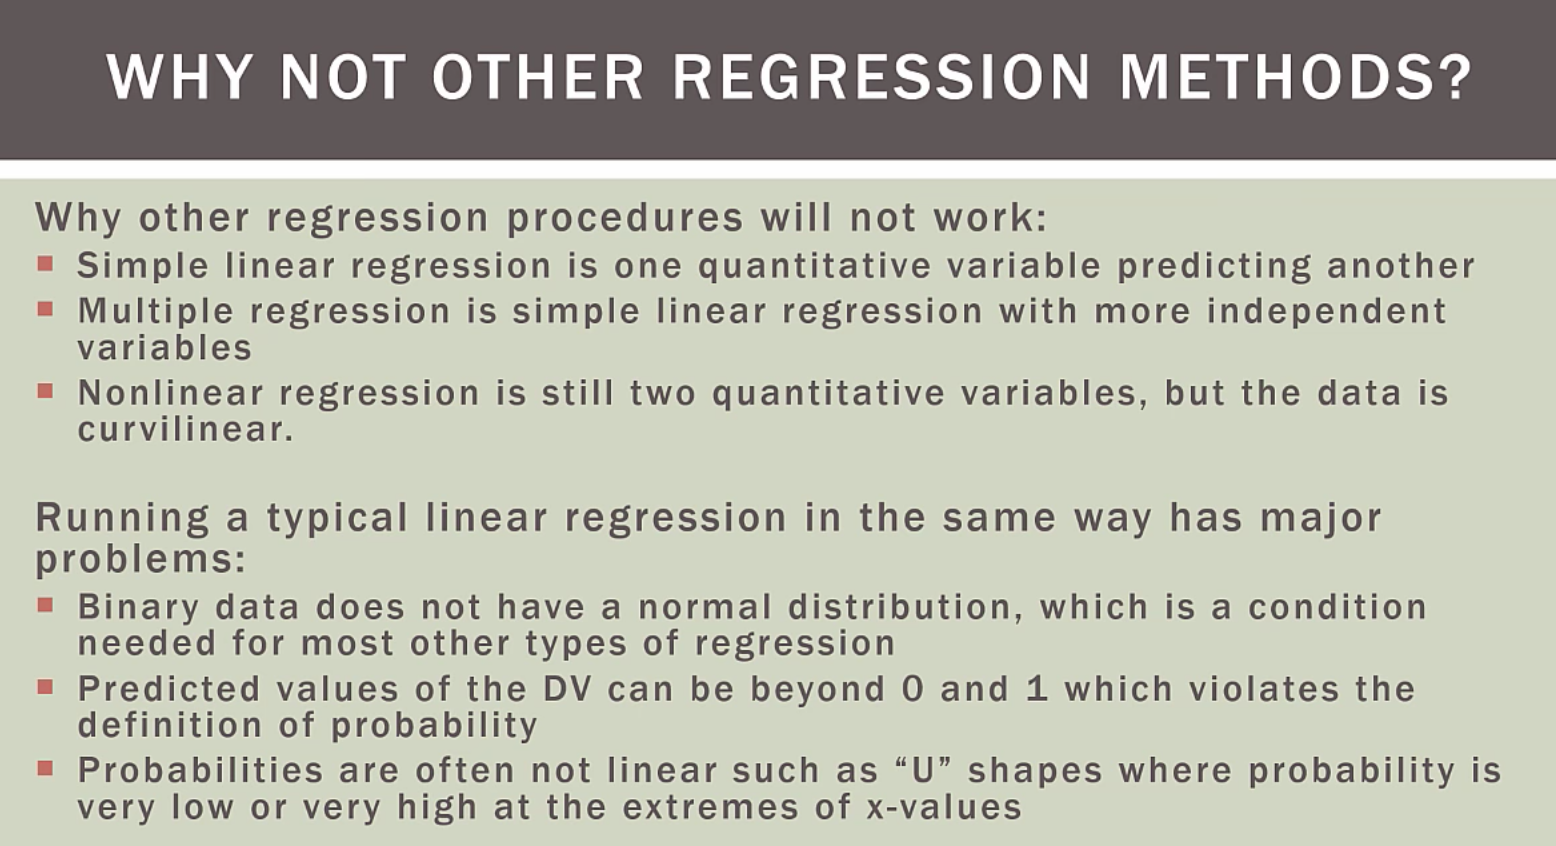 WHY NOT OTHER REGRESSION METHODS?
Why other regression procedures will not work:
Simple linear regression is one quantitative variable predicting another
Multiple regression is simple linear regression with more independent
variables
Nonlinear regression is still two quantitative variables, but the data is
curvilinear.
Running a typical linear regression in the same way has major
problems:
Binary data does not have a normal distribution, which is a condition
needed for most other types of regression
Predicted values of the DV can be beyond 0 and 1 which violates the
definition of probability
Probabilities are often not linear such as “U” shapes where probability is
very low or very high at the extremes of x-values